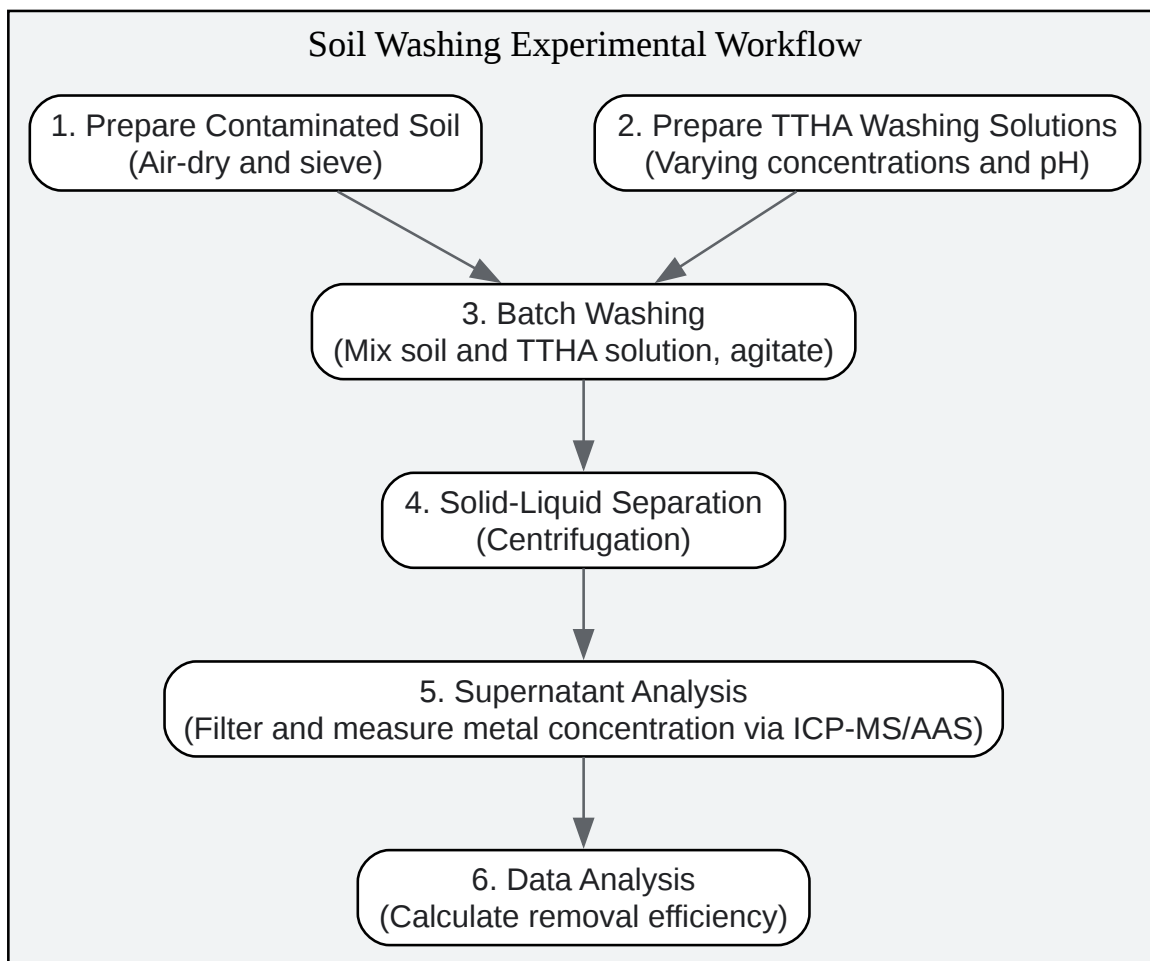 Soil Washing Experimental Workflow
1. Prepare Contaminated Soil
(Air-dry and sieve)
2. Prepare TTHA Washing Solutions
(Varying concentrations and pH)
3. Batch Washing
(Mix soil and TTHA solution, agitate)
4. Solid-Liquid Separation
(Centrifugation)
5. Supernatant Analysis
(Filter and measure metal concentration via ICP-MS/AAS)
6. Data Analysis
(Calculate removal efficiency)